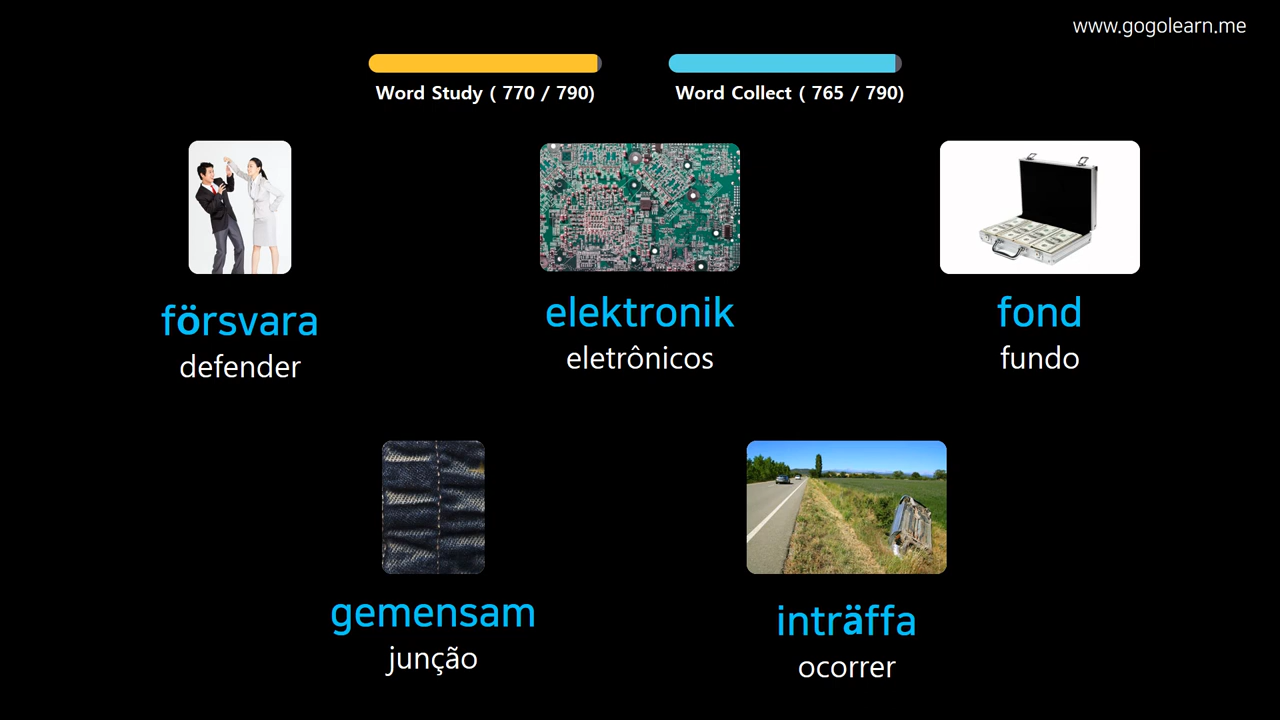 www.gogolearn.me
Word Study ( 770 / 790)
Word Collect ( 765 / 790)
försvara
defender
elektronik
eletrônicos
fond
fundo
gemensam
junção
inträffa
ocorrer